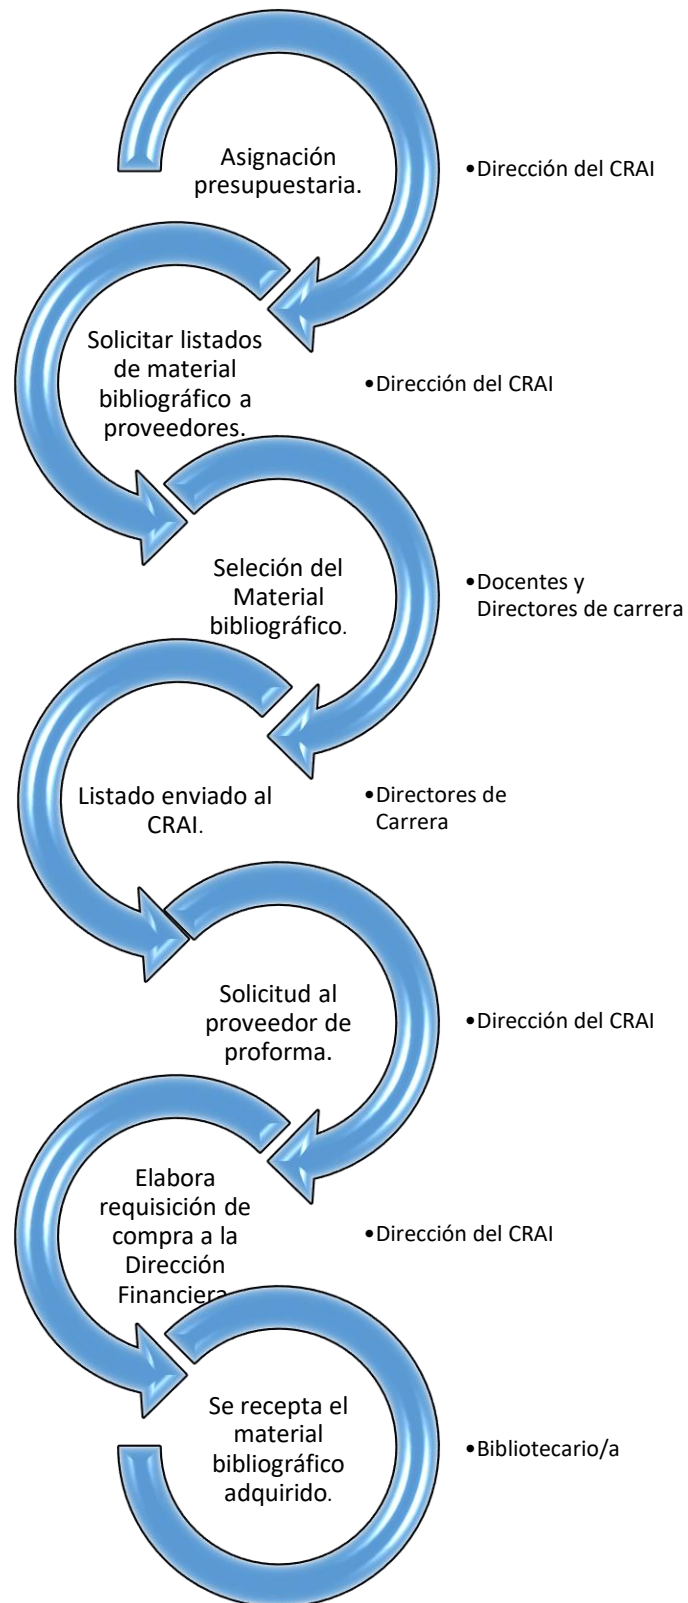 Asignación
presupuestaria.
•Dirección del CRAI
Solicitar listados
de material
bibliográfico a
proveedores.
•Dirección del CRAI
Seleción del
Material
bibliográfico.
•Docentes y
Directores de carrera
Listado enviado al
CRAI.
•Directores de
Carrera
Solicitud al
proveedor de
proforma.
•Dirección del CRAI
Elabora
requisición de
compra a la
Dirección
Financiera.
•Dirección del CRAI
Se recepta el
material
bibliográfico
adquirido.
•Bibliotecario/a